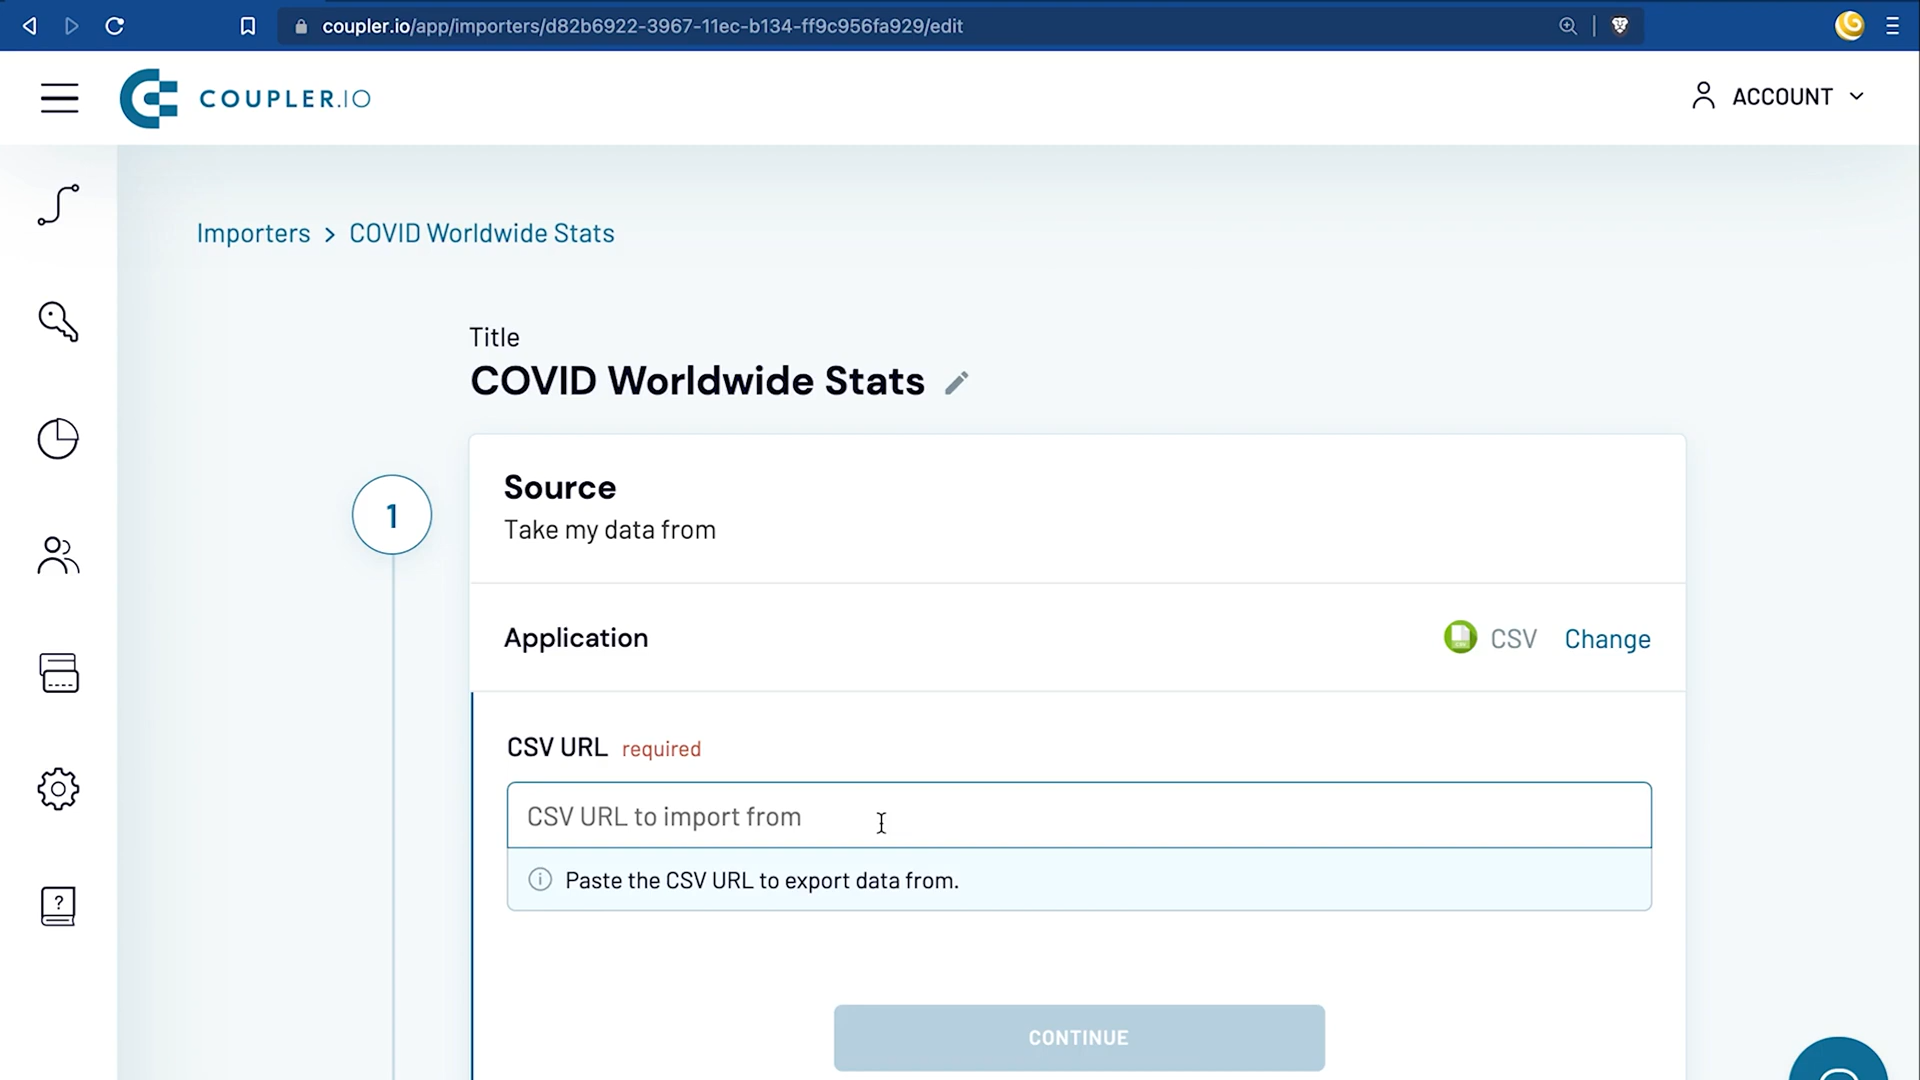 coupler.io/app/importers/d82b6922-3967-11ec-b134-ff9c956fa929/edit
COUPLER.IO
ACCOUNT
Importers > COVID Worldwide Stats
Title
COVID Worldwide Stats
1
Source
Take my data from
Application
CSV
Change
CSV URL required
CSV URL to import from
Paste the CSV URL to export data from.
CONTINUE